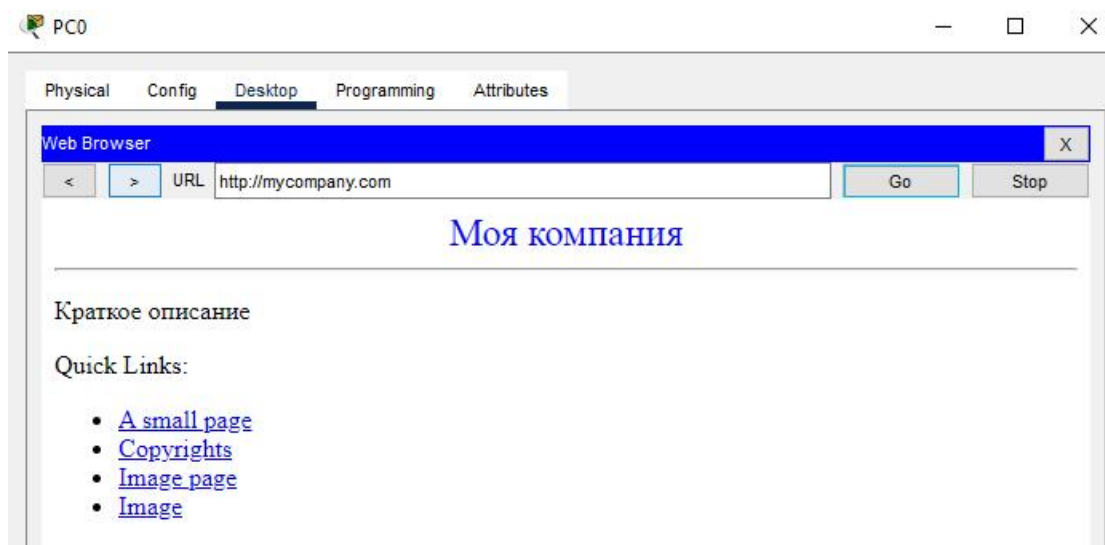 PC0
Physical Config Desktop Programming Attributes
Web Browser X
< > URL http://mycompany.com Go Stop
Моя компания
Краткое описание
Quick Links:
• A small page
• Copyrights
• Image page
• Image